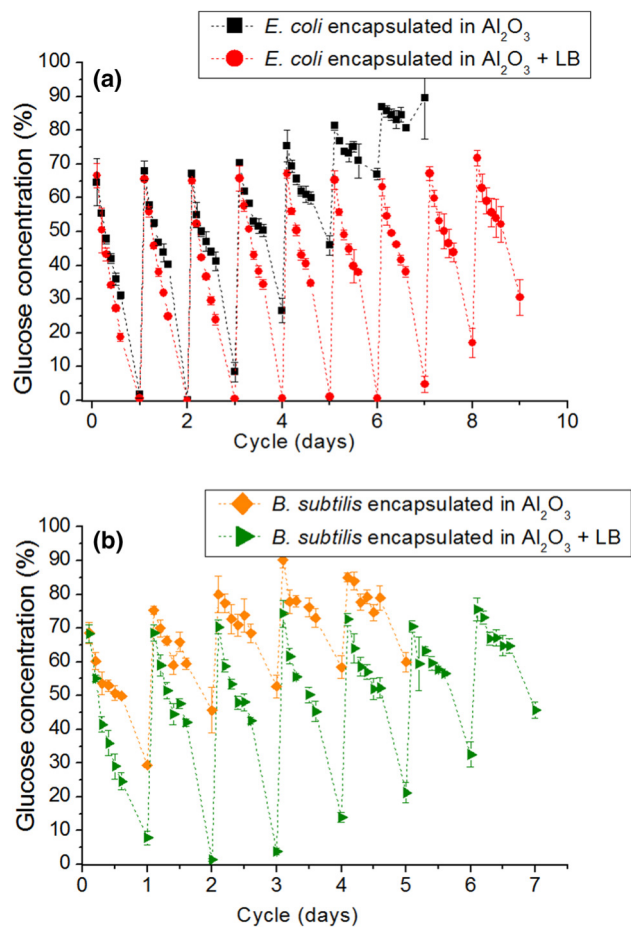 E. coli encapsulated in Al₂O₃
E. coli encapsulated in Al₂O₃ + LB
(a)
Glucose concentration (%)
100
90
80
70
60
50
40
30
20
10
0
0 2 4 6 8 10
Cycle (days)
B. subtilis encapsulated in Al₂O₃
B. subtilis encapsulated in Al₂O₃ + LB
(b)
Glucose concentration (%)
100
90
80
70
60
50
40
30
20
10
0
0 1 2 3 4 5 6 7
Cycle (days)